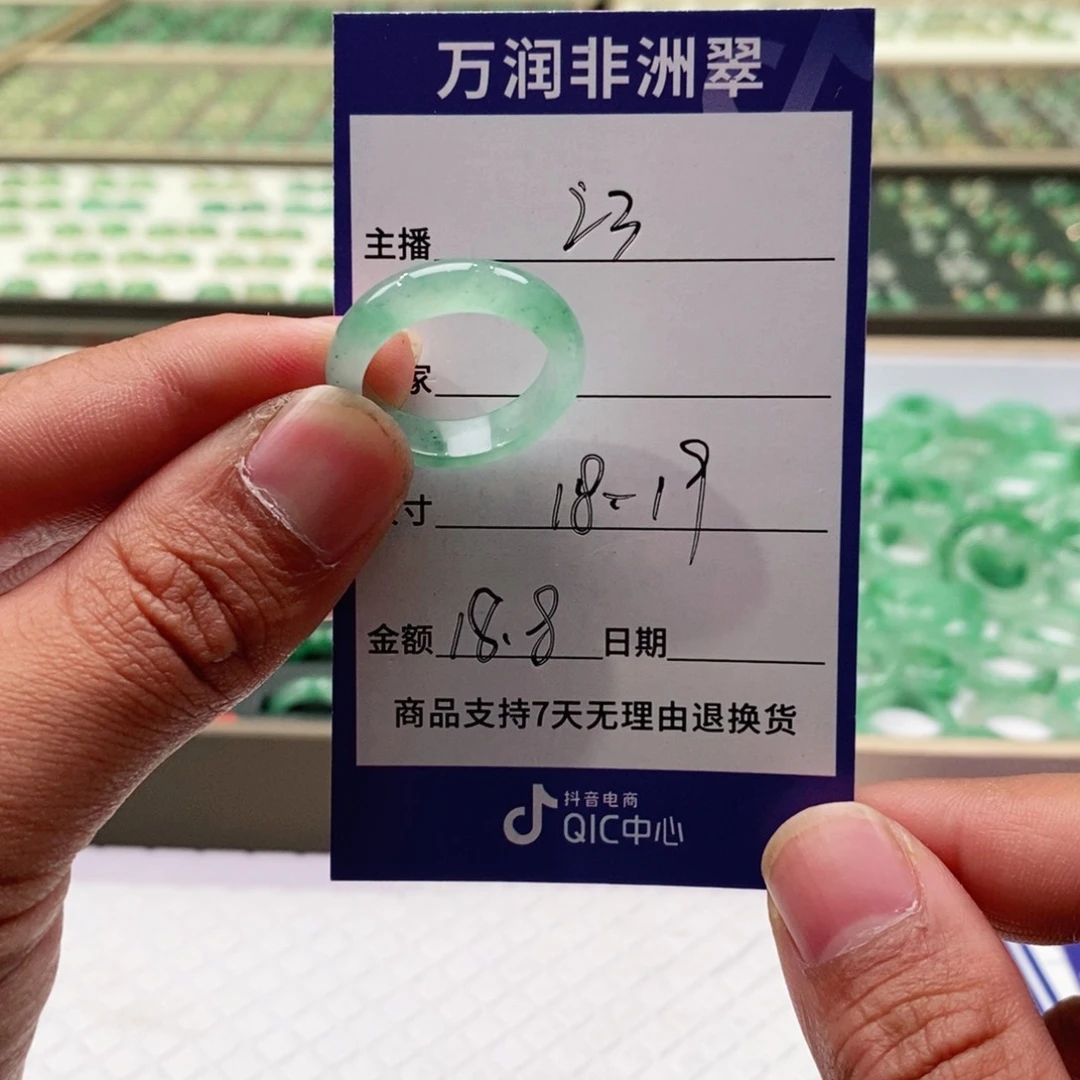 万润非洲翠
主播 江
家
寸 18-19
金额 18.8 日期
商品支持7天无理由退换货
抖音电商
QIC中心